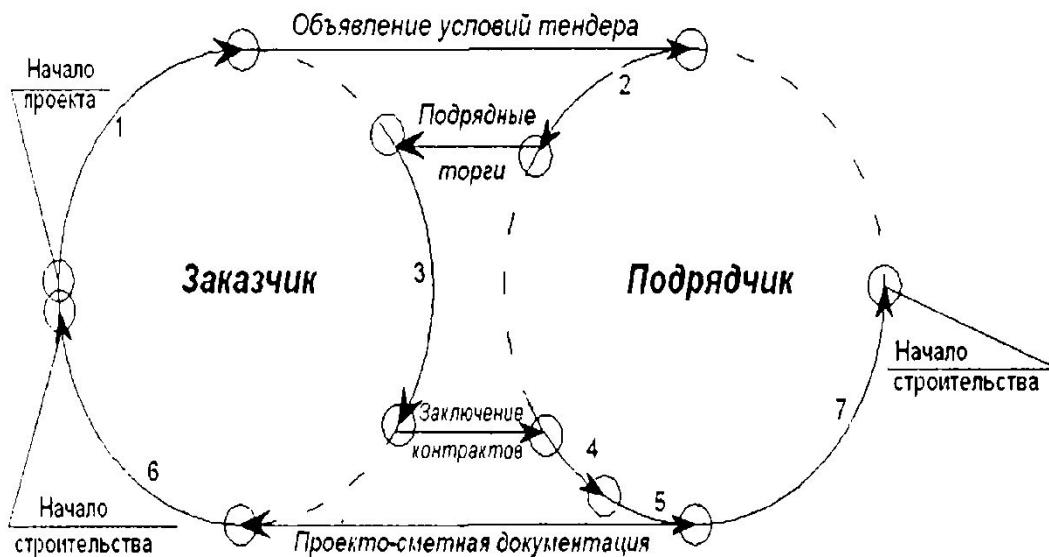 Объявление условий тендера
Начало
проекта
1
2
Подрядные
торги
Заказчик
3
Подрядчик
Начало
строительства
Заключение
контрактов
4
7
6
5
Начало
строительства
Проекто-сметная документация